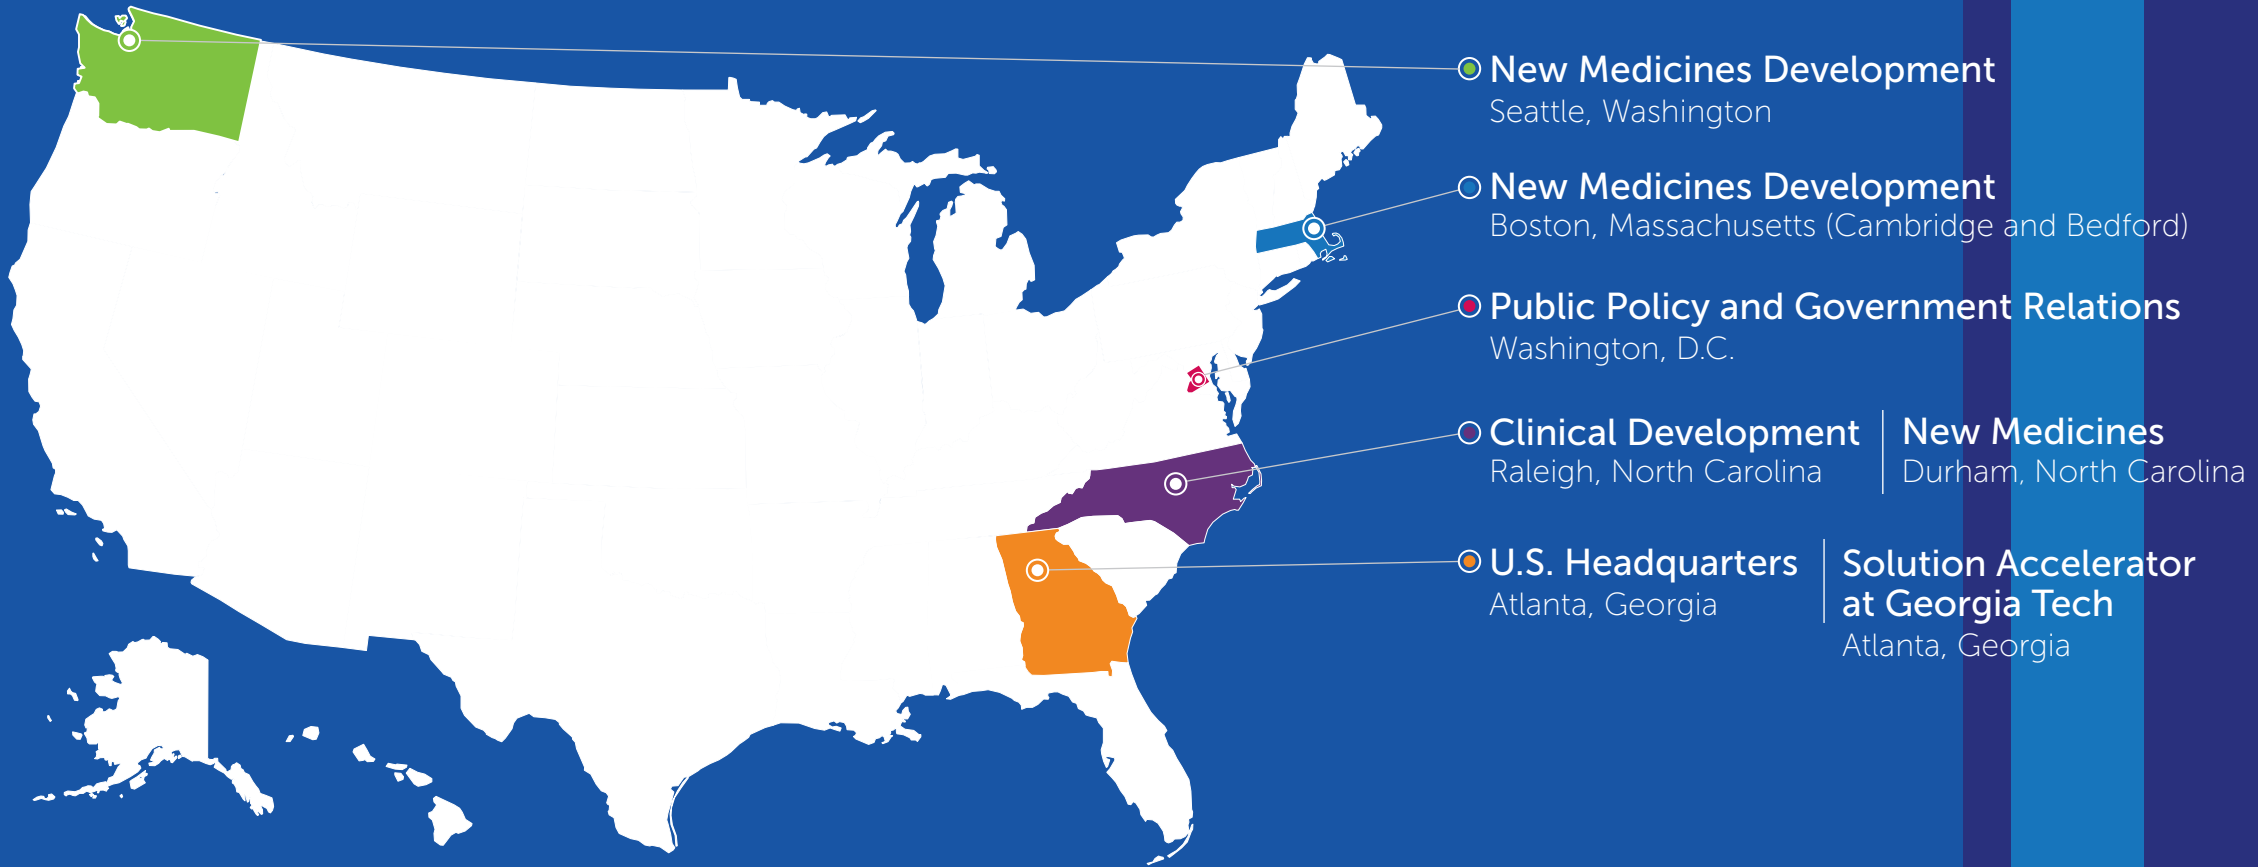 New Medicines Development
Seattle, Washington
New Medicines Development
Boston, Massachusetts (Cambridge and Bedford)
Public Policy and Government Relations
Washington, D.C.
Clinical Development
Raleigh, North Carolina
New Medicines
Durham, North Carolina
U.S. Headquarters
Atlanta, Georgia
Solution Accelerator
at Georgia Tech
Atlanta, Georgia